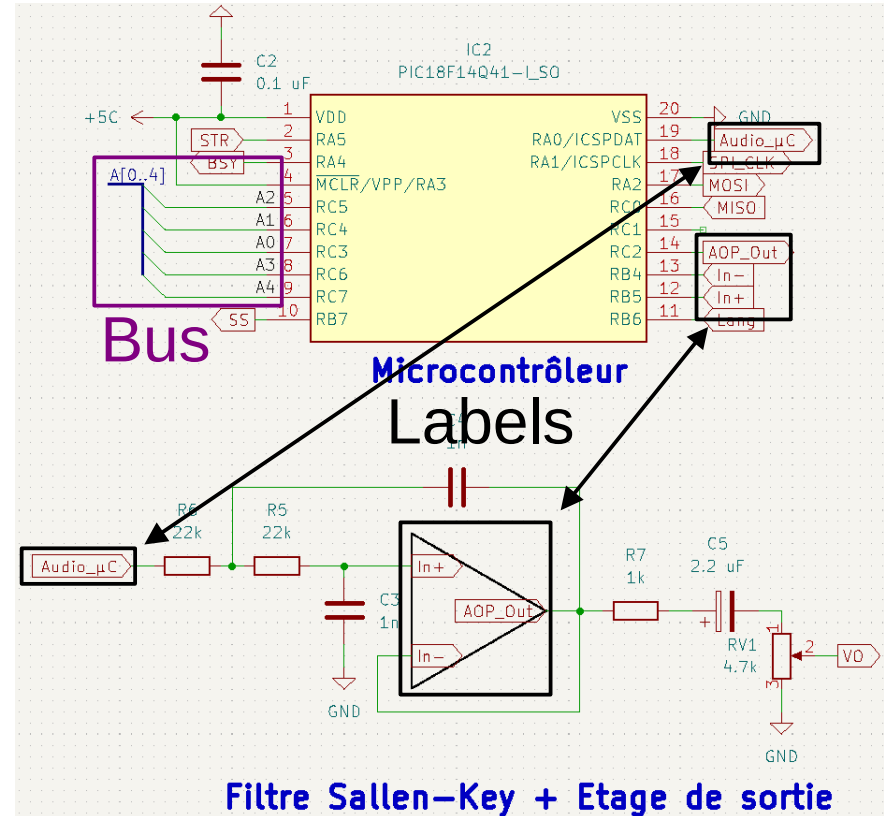 IC2
PIC18F14Q41-I_SO
C2
0.1 uF
+5C
1 VDD
VSS 20 GND
STR 2 RA5
RA0/ICSPDAT 19 Audio_µC
BSY 3 RA4
RA1/ICSPCLK 18 SPI_CLK
4 MCLR/VPP/RA3
RA2 17 MOSI
A[0..4]
A2 5 RC5
RC0 16 MISO
A1 6 RC4
RC1 15
A0 7 RC3
RC2 14 AOP_Out
A3 8 RC6
RB4 13 In-
A4 9 RC7
RB5 12 In+
SS 10 RB7
RB6 11 Lang
Bus
Microcontrôleur
Labels
C4
1n
R6
22k
R5
22k
Audio_µC
In+
C3
1n
AOP_Out
In-
GND
R7
1k
C5
2.2 uF
+
RV1
4.7k
1
2
3
VO
GND
Filtre Sallen-Key + Etage de sortie